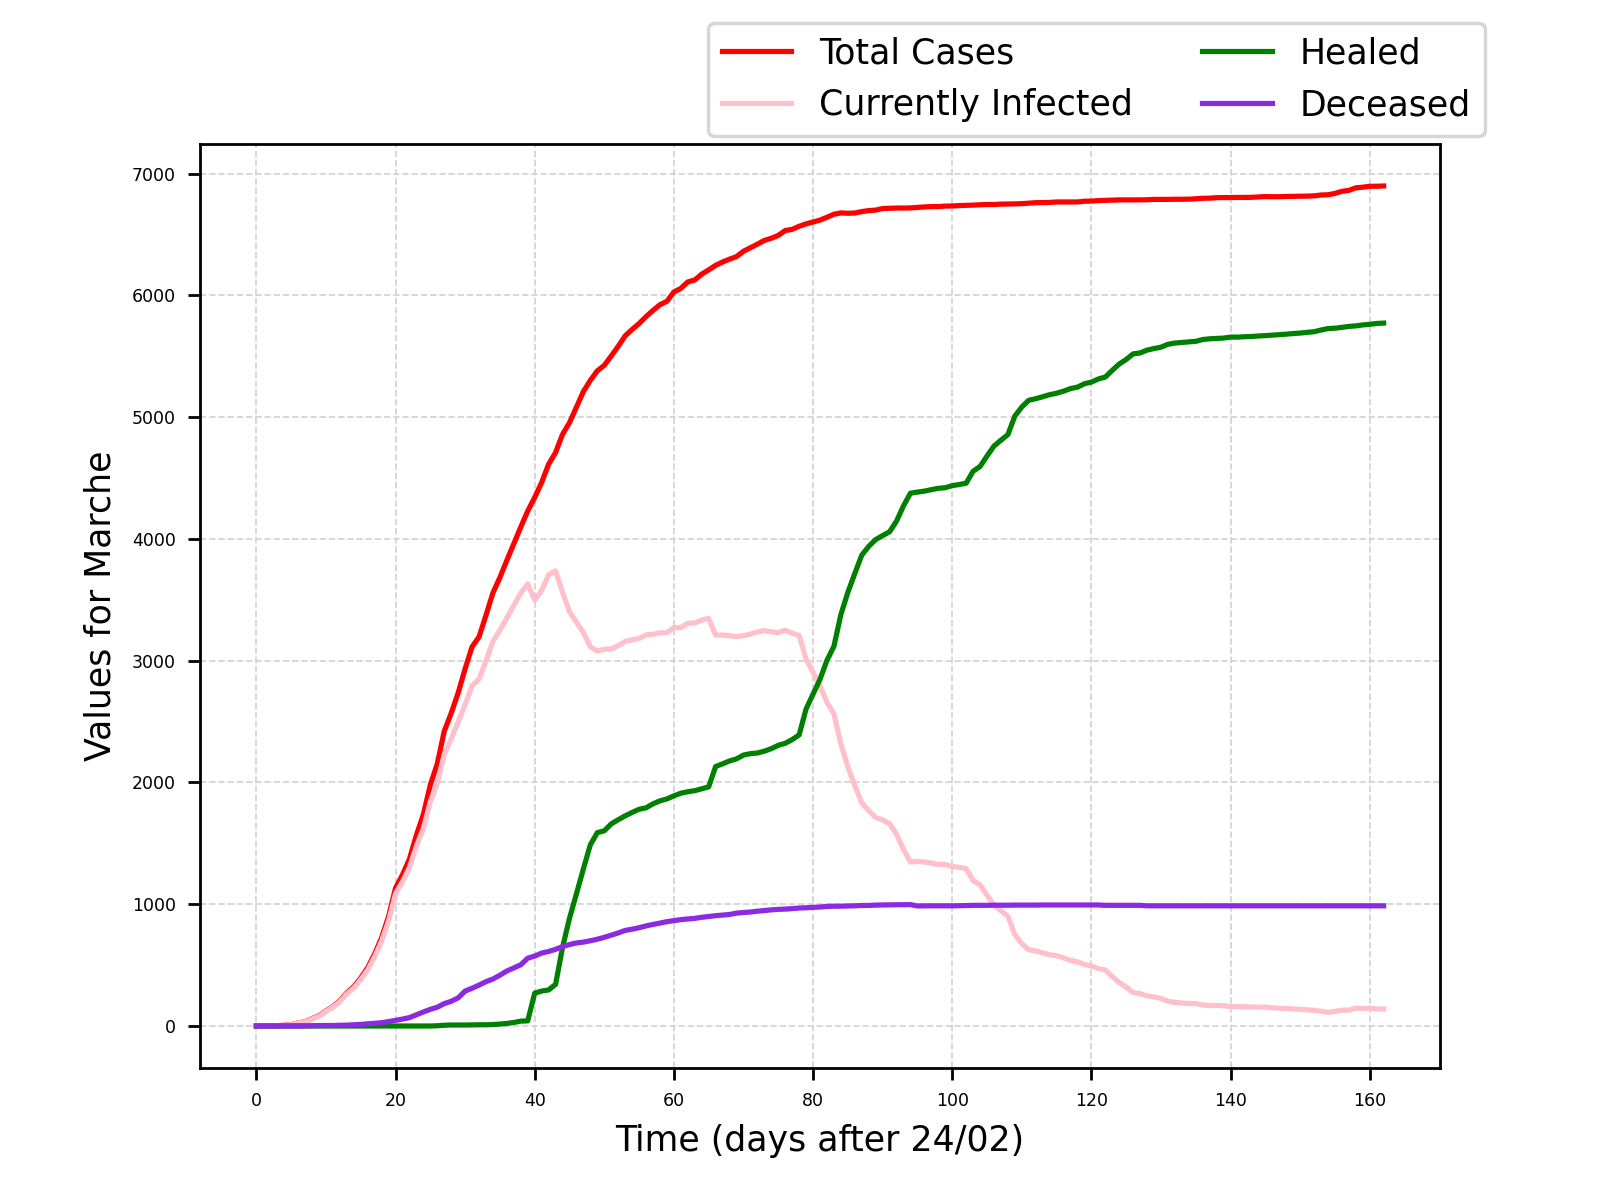 Total Cases
Healed
Currently Infected
Deceased
7000
6000
5000
4000
3000
2000
1000
0
Values for Marche
0 20 40 60 80 100 120 140 160
Time (days after 24/02)